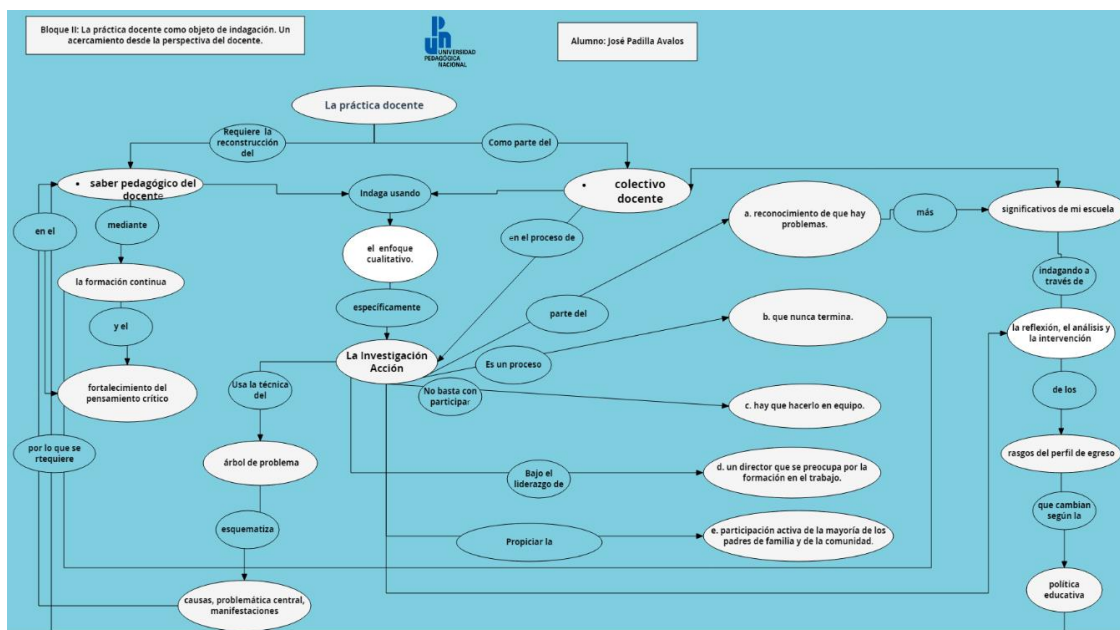 Bloque II: La práctica docente como objeto de indagación. Un
acercamiento desde la perspectiva del docente.
UNIVERSIDAD
PEDAGÓGICA
NACIONAL
Alumno: José Padilla Avalos
La práctica docente
Requiere la
reconstrucción
del
Como parte del
• saber pedagógico del
docente
Indaga usando
• colectivo
docente
a. reconocimiento de que hay
problemas.
más
significativos de mi escuela
en el
mediante
en el proceso de
el enfoque
cualitativo.
la formación continua
indagando a
través de
específicamente
parte del
b. que nunca termina.
y el
la reflexión, el análisis y
la intervención
La Investigación
Acción
Es un proceso
fortalecimiento del
pensamiento crítico
Usa la técnica
del
No basta con
participar
de los
c. hay que hacerlo en equipo.
por lo que se
rtequiere
árbol de problema
rasgos del perfil de egreso
Bajo el
liderazgo de
d. un director que se preocupa por la
formación en el trabajo.
que cambian
según la
esquematiza
Propiciar la
e. participación activa de la mayoría de los
padres de familia y de la comunidad.
causas, problemática central,
manifestaciones
política
educativa